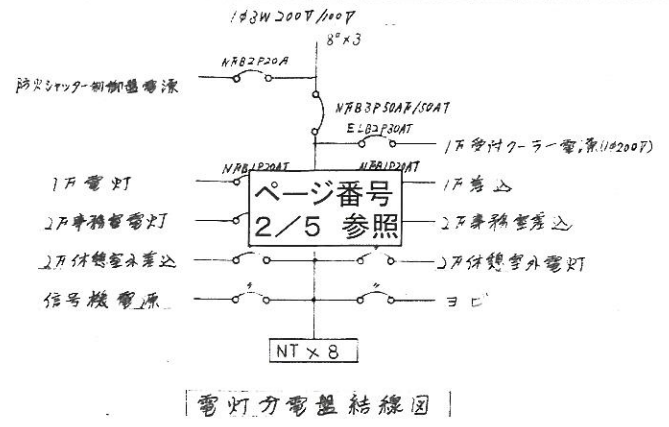 1φ3W200V/100V
8°×3
NFB2P20A
防火シャッター制御盤電源
NFB3P50AF/50AT
ELB2P30AT
1F受付クーラー電源(1φ200V)
NFB1P20AT NFB1P20AT
1F電灯 1F差込
ページ番号
2/5 参照
2F事務室電灯 2F事務室差込
2F休憩室外差込 2F休憩室外電灯
信号機電源 ヨビ
NT×8
電灯分電盤結線図